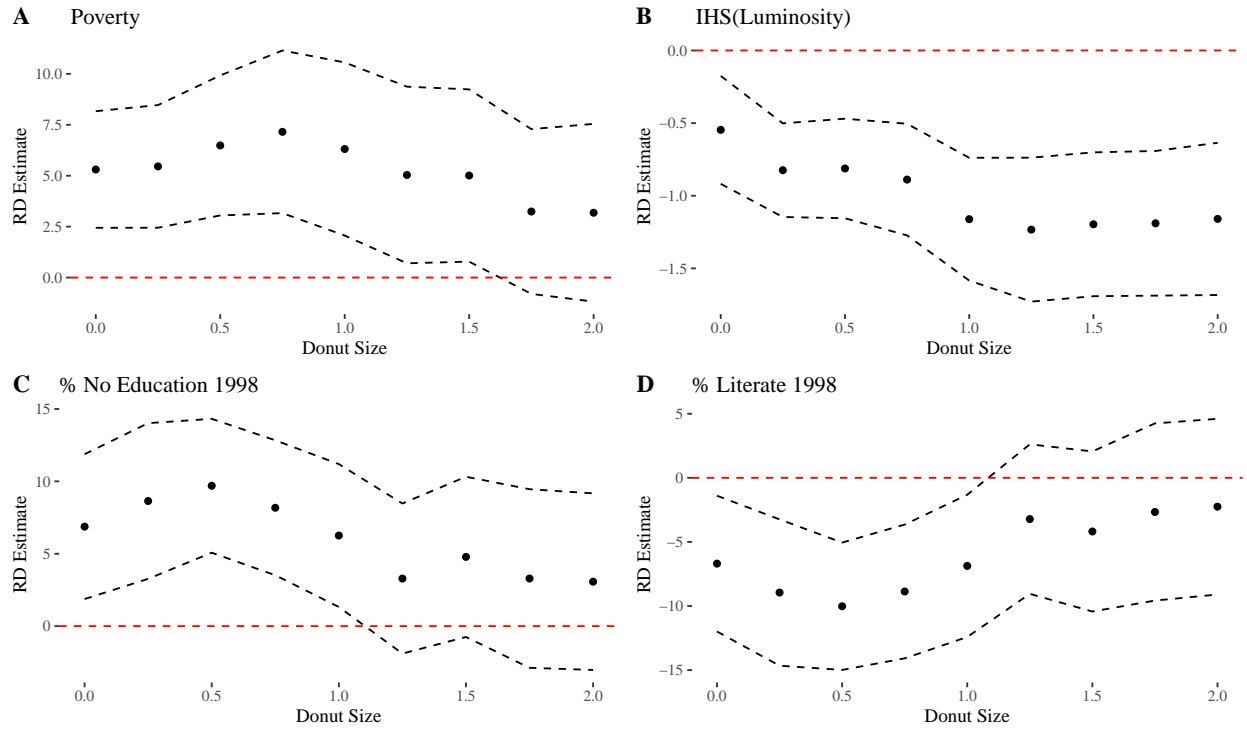 A Poverty
RD Estimate
10.0
7.5
5.0
2.5
0.0
0.0 0.5 1.0 1.5 2.0
Donut Size
B IHS(Luminosity)
RD Estimate
0.0
−0.5
−1.0
−1.5
0.0 0.5 1.0 1.5 2.0
Donut Size
C % No Education 1998
RD Estimate
15
10
5
0
0.0 0.5 1.0 1.5 2.0
Donut Size
D % Literate 1998
RD Estimate
5
0
−5
−10
−15
0.0 0.5 1.0 1.5 2.0
Donut Size